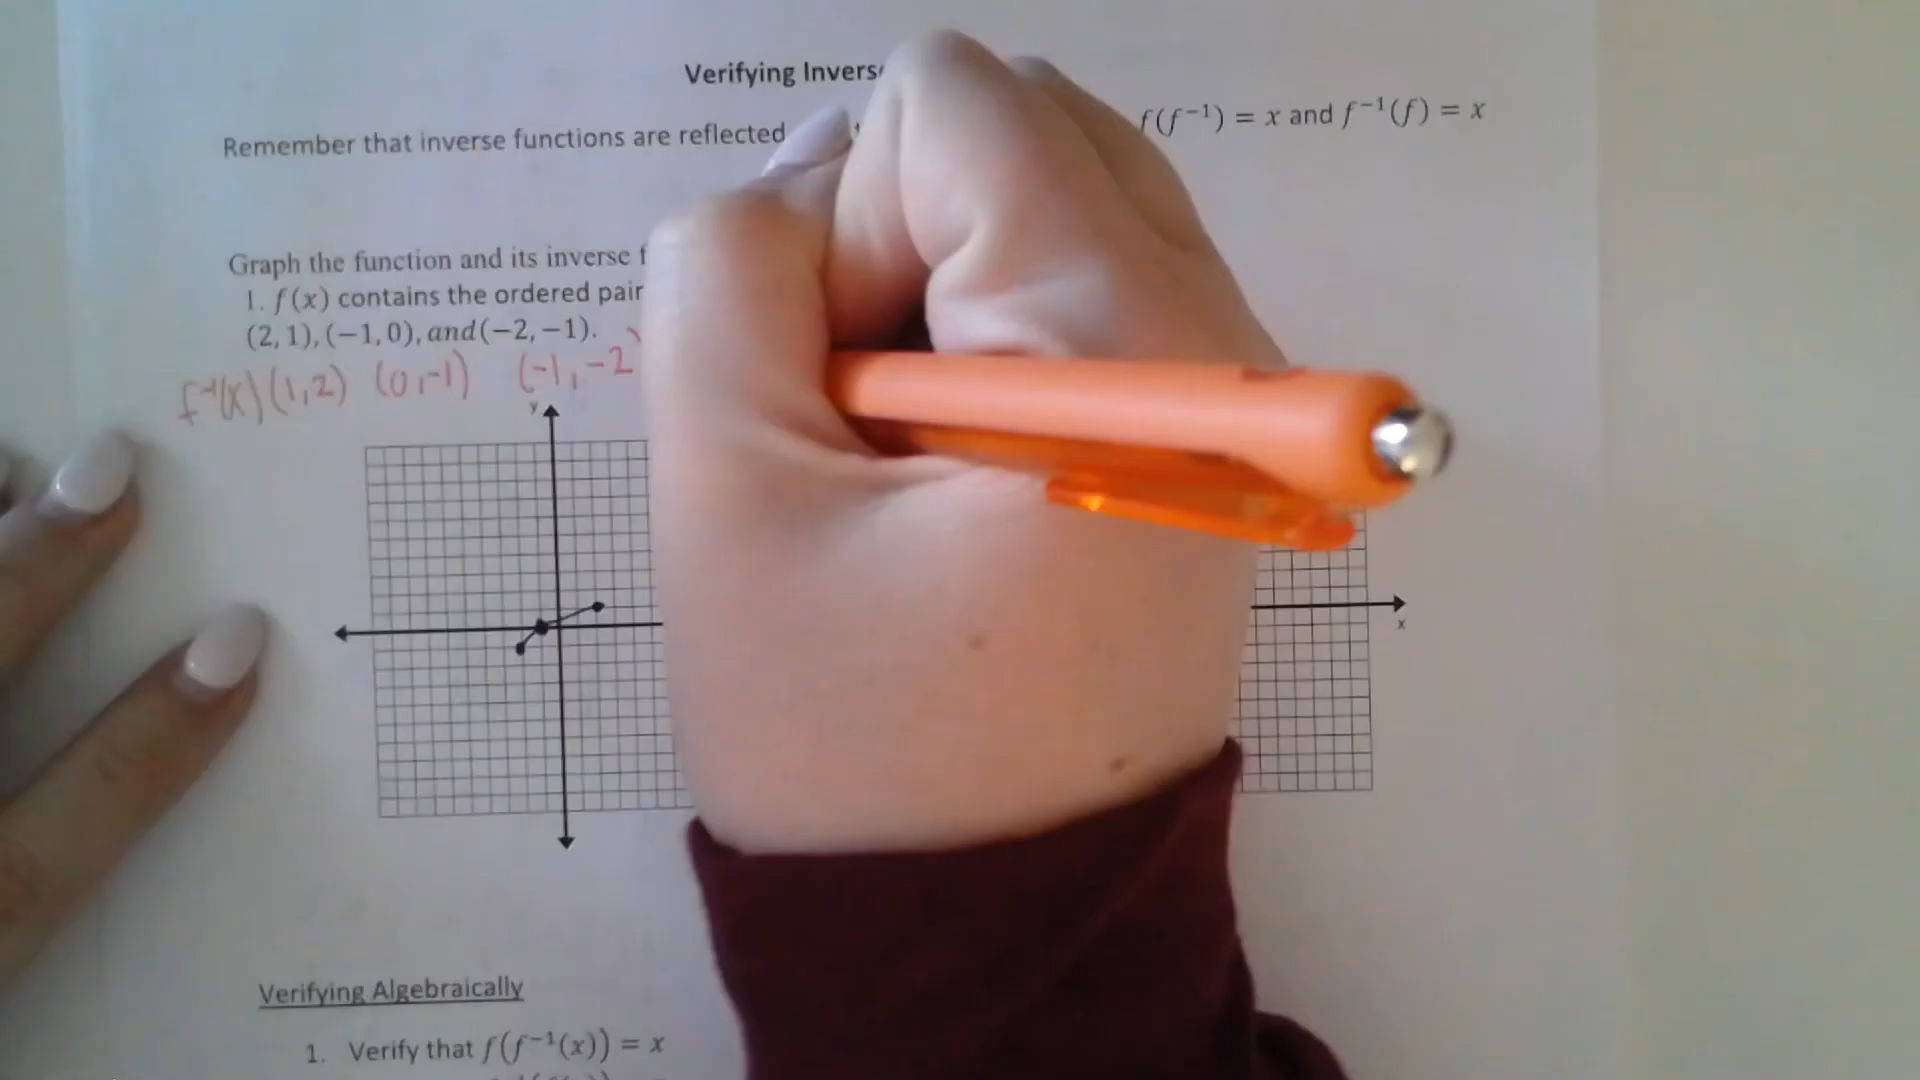 Verifying Invers
Remember that inverse functions are reflected f(f⁻¹) = x and f⁻¹(f) = x
Graph the function and its inverse f
1. f(x) contains the ordered pair
(2, 1), (−1, 0), and(−2, −1).
f⁻¹(x) (1,2) (0,-1) (-1,-2)
y
x
Verifying Algebraically
1. Verify that f(f⁻¹(x)) = x